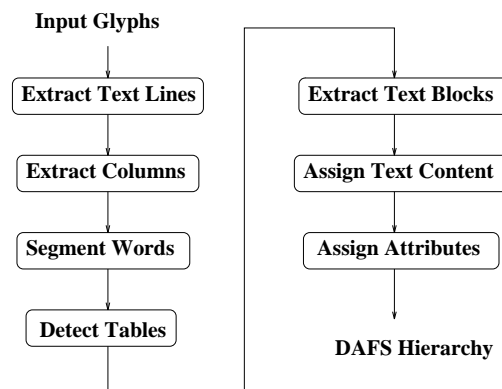 Input Glyphs
Extract Text Lines
Extract Columns
Segment Words
Detect Tables
Extract Text Blocks
Assign Text Content
Assign Attributes
DAFS Hierarchy